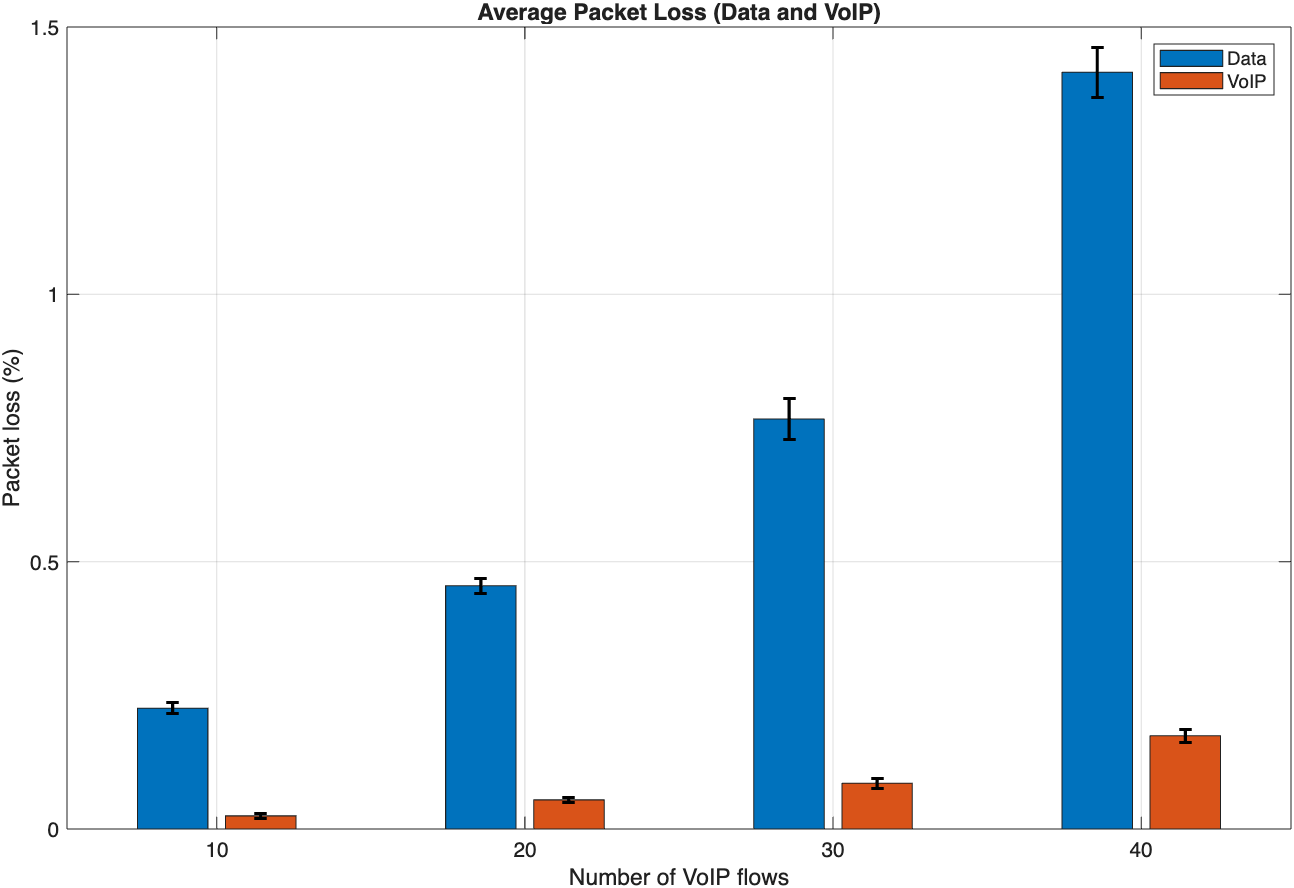 Average Packet Loss (Data and VoIP)
1.5
Data
VoIP
1
Packet loss (%)
0.5
0
10 20 30 40
Number of VoIP flows